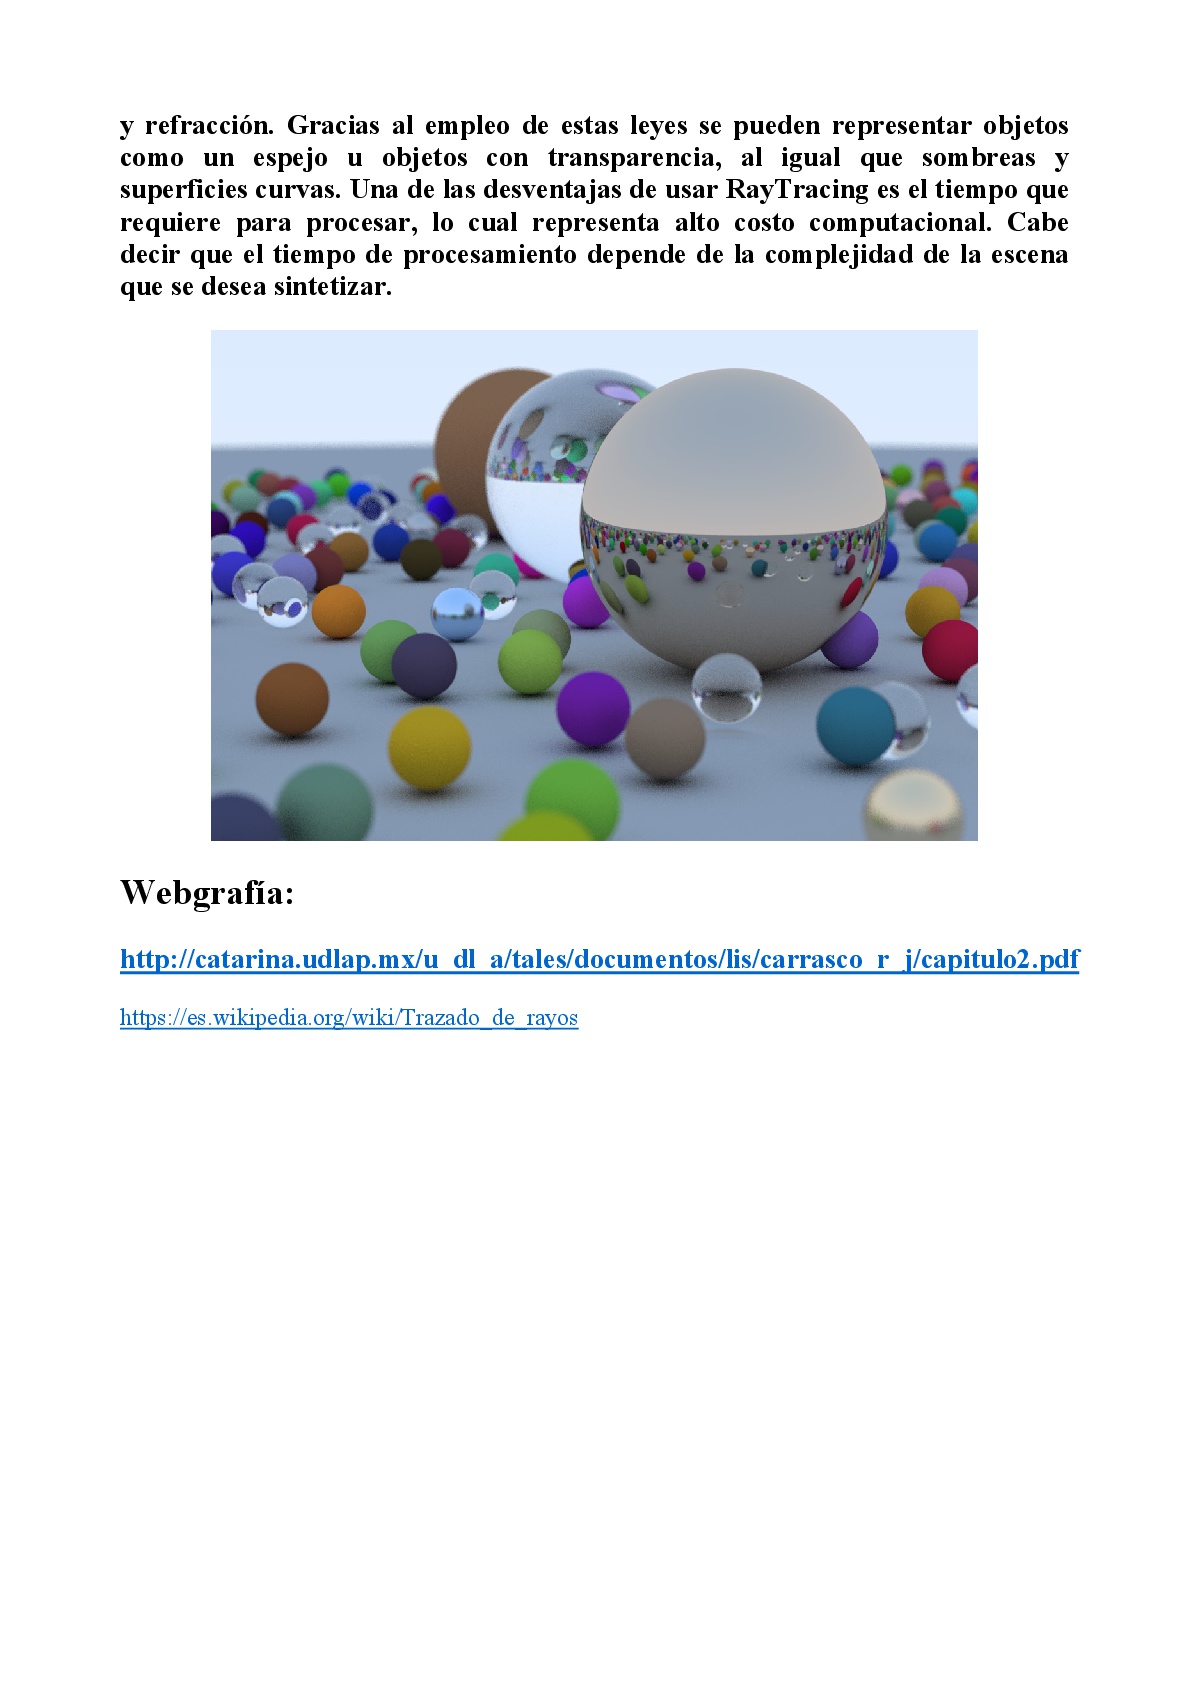 y refracción. Gracias al empleo de estas leyes se pueden representar objetos
como un espejo u objetos con transparencia, al igual que sombreas y
superficies curvas. Una de las desventajas de usar RayTracing es el tiempo que
requiere para procesar, lo cual representa alto costo computacional. Cabe
decir que el tiempo de procesamiento depende de la complejidad de la escena
que se desea sintetizar.
Webgrafía:
http://catarina.udlap.mx/u_dl_a/tales/documentos/lis/carrasco_r_j/capitulo2.pdf
https://es.wikipedia.org/wiki/Trazado_de_rayos